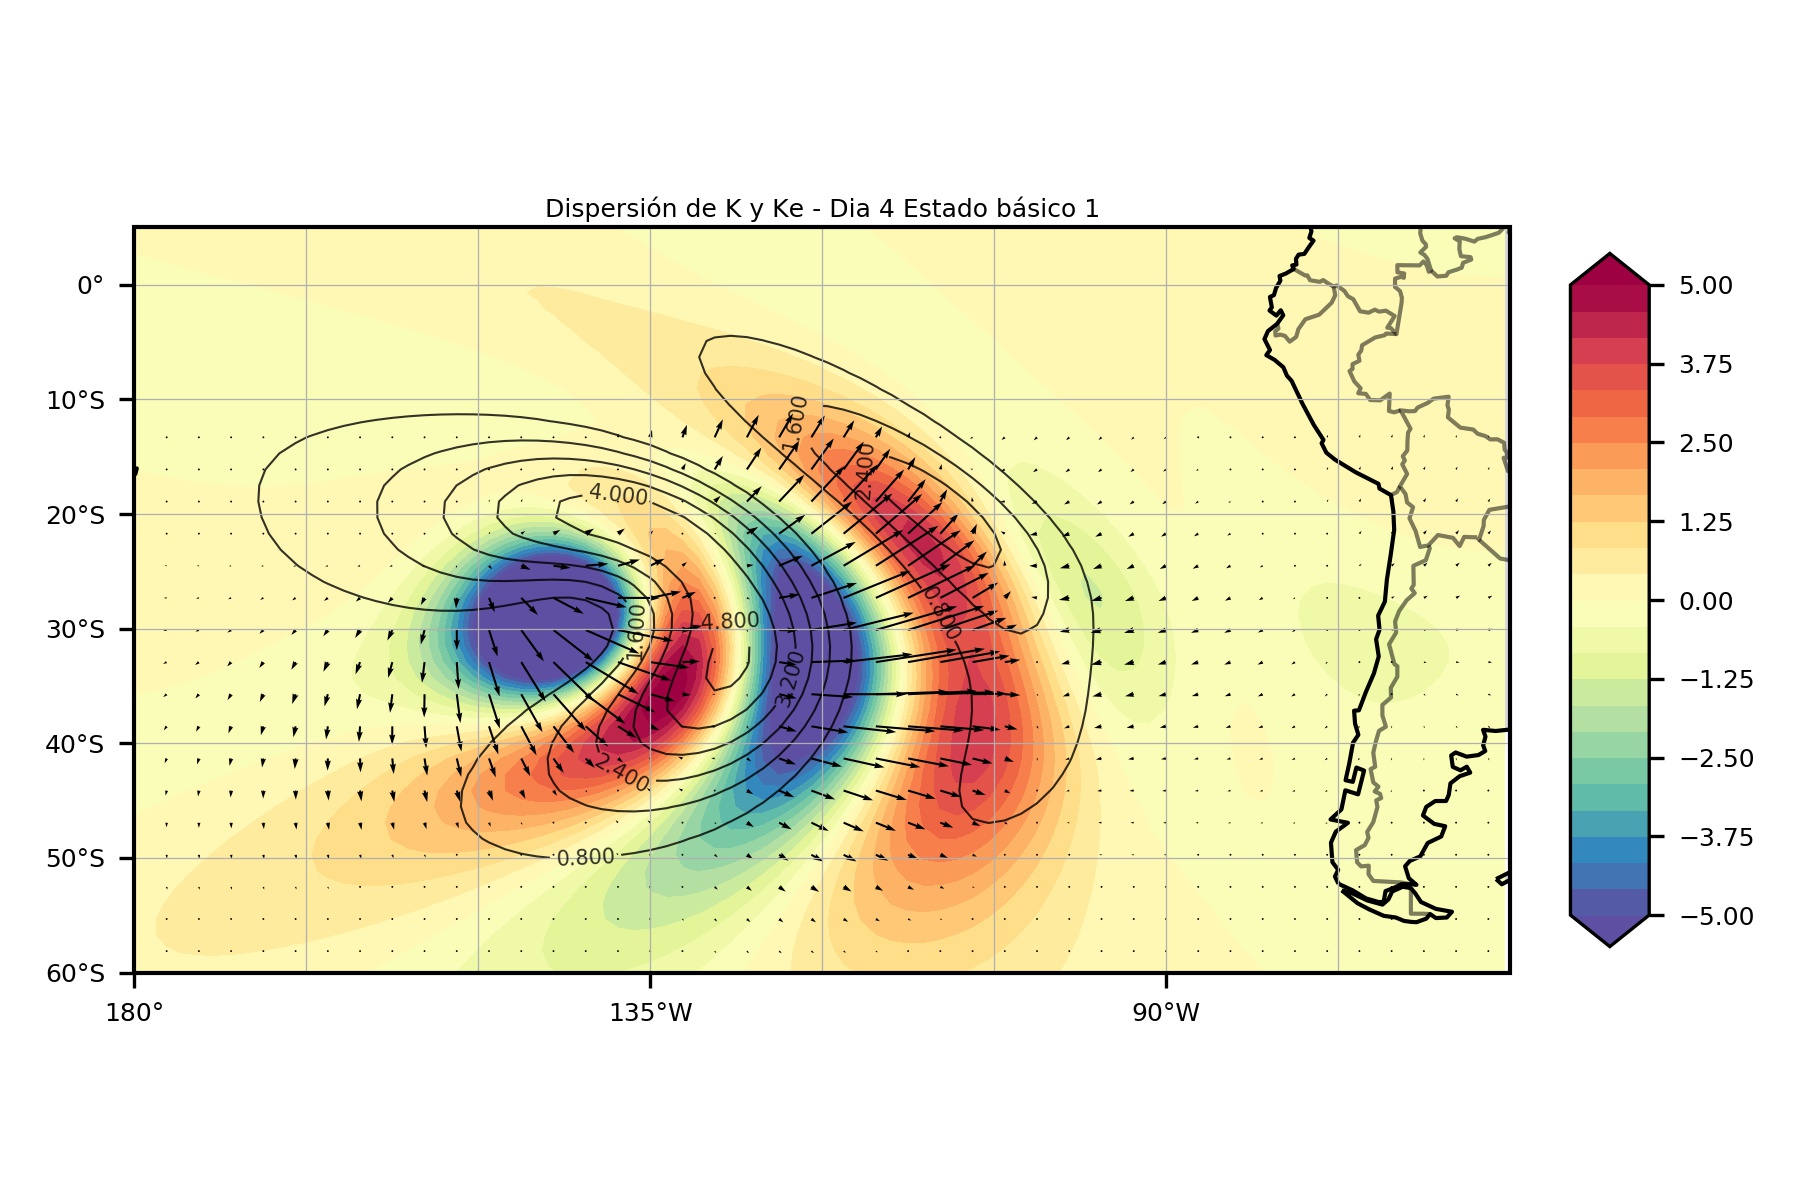 Dispersión de K y Ke - Dia 4 Estado básico 1
0°
10°S
20°S
30°S
40°S
50°S
60°S
180°
135°W
90°W
4.000
1.600
2.400
1.600
4.800
0.800
3.200
2.400
0.800
5.00
3.75
2.50
1.25
0.00
−1.25
−2.50
−3.75
−5.00